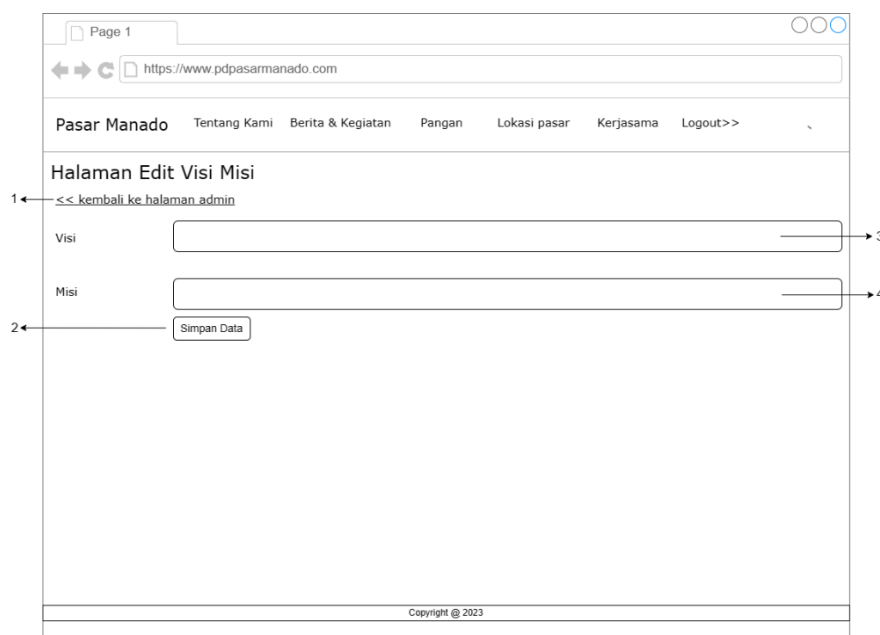 Page 1
https://www.pdpasarmanado.com
Pasar Manado Tentang Kami Berita & Kegiatan Pangan Lokasi pasar Kerjasama Logout>>
Halaman Edit Visi Misi
1 << kembali ke halaman admin
Visi 3
Misi 4
2 Simpan Data
Copyright @ 2023